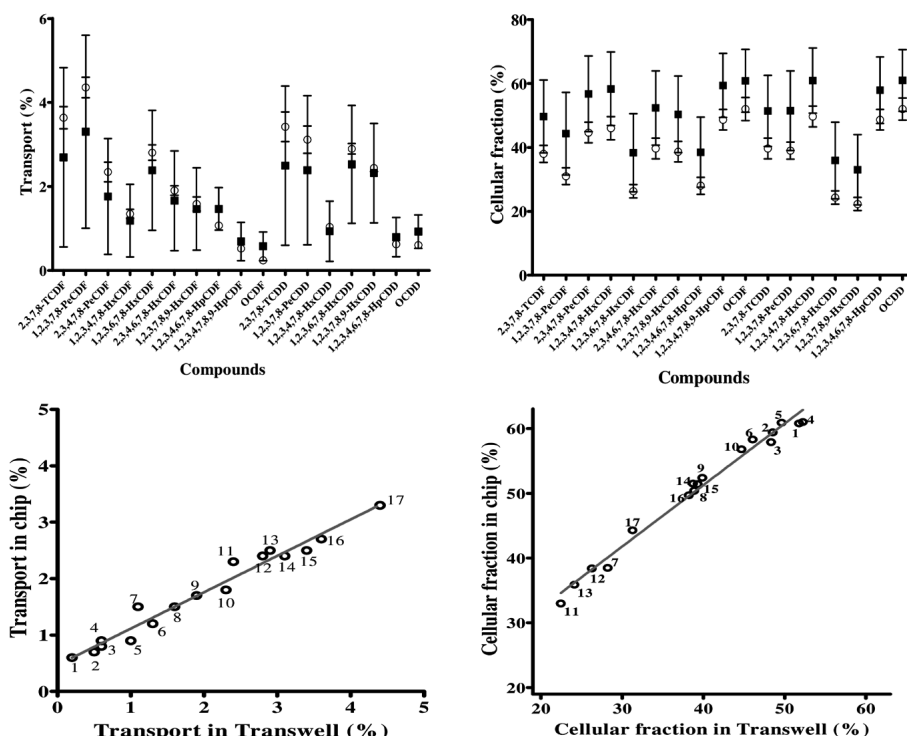 6
4
2
0
Transport (%)
2,3,7,8-TCDF
1,2,3,7,8-PeCDF
2,3,4,7,8-PeCDF
1,2,3,4,7,8-HxCDF
1,2,3,6,7,8-HxCDF
2,3,4,6,7,8-HxCDF
1,2,3,7,8,9-HxCDF
1,2,3,4,6,7,8-HpCDF
1,2,3,4,7,8,9-HpCDF
OCDF
2,3,7,8-TCDD
1,2,3,7,8-PeCDD
1,2,3,4,7,8-HxCDD
1,2,3,6,7,8-HxCDD
1,2,3,7,8,9-HxCDD
1,2,3,4,6,7,8-HpCDD
OCDD
Compounds
80
60
40
20
0
Cellular fraction (%)
2,3,7,8-TCDF
1,2,3,7,8-PeCDF
2,3,4,7,8-PeCDF
1,2,3,4,7,8-HxCDF
1,2,3,6,7,8-HxCDF
2,3,4,6,7,8-HxCDF
1,2,3,7,8,9-HxCDF
1,2,3,4,6,7,8-HpCDF
1,2,3,4,7,8,9-HpCDF
OCDF
2,3,7,8-TCDD
1,2,3,7,8-PeCDD
1,2,3,4,7,8-HxCDD
1,2,3,6,7,8-HxCDD
1,2,3,7,8,9-HxCDD
1,2,3,4,6,7,8-HpCDD
OCDD
Compounds
5
4
3
2
1
0
Transport in chip (%)
1
2
3
4
5
6
7
8
9
10
11
12
13
14
15
16
17
0 1 2 3 4 5
Transport in Transwell (%)
60
50
40
30
20
Cellular fraction in chip (%)
5
4
2
1
6
3
10
9
14
15
16
8
17
7
12
13
11
20 30 40 50 60
Cellular fraction in Transwell (%)